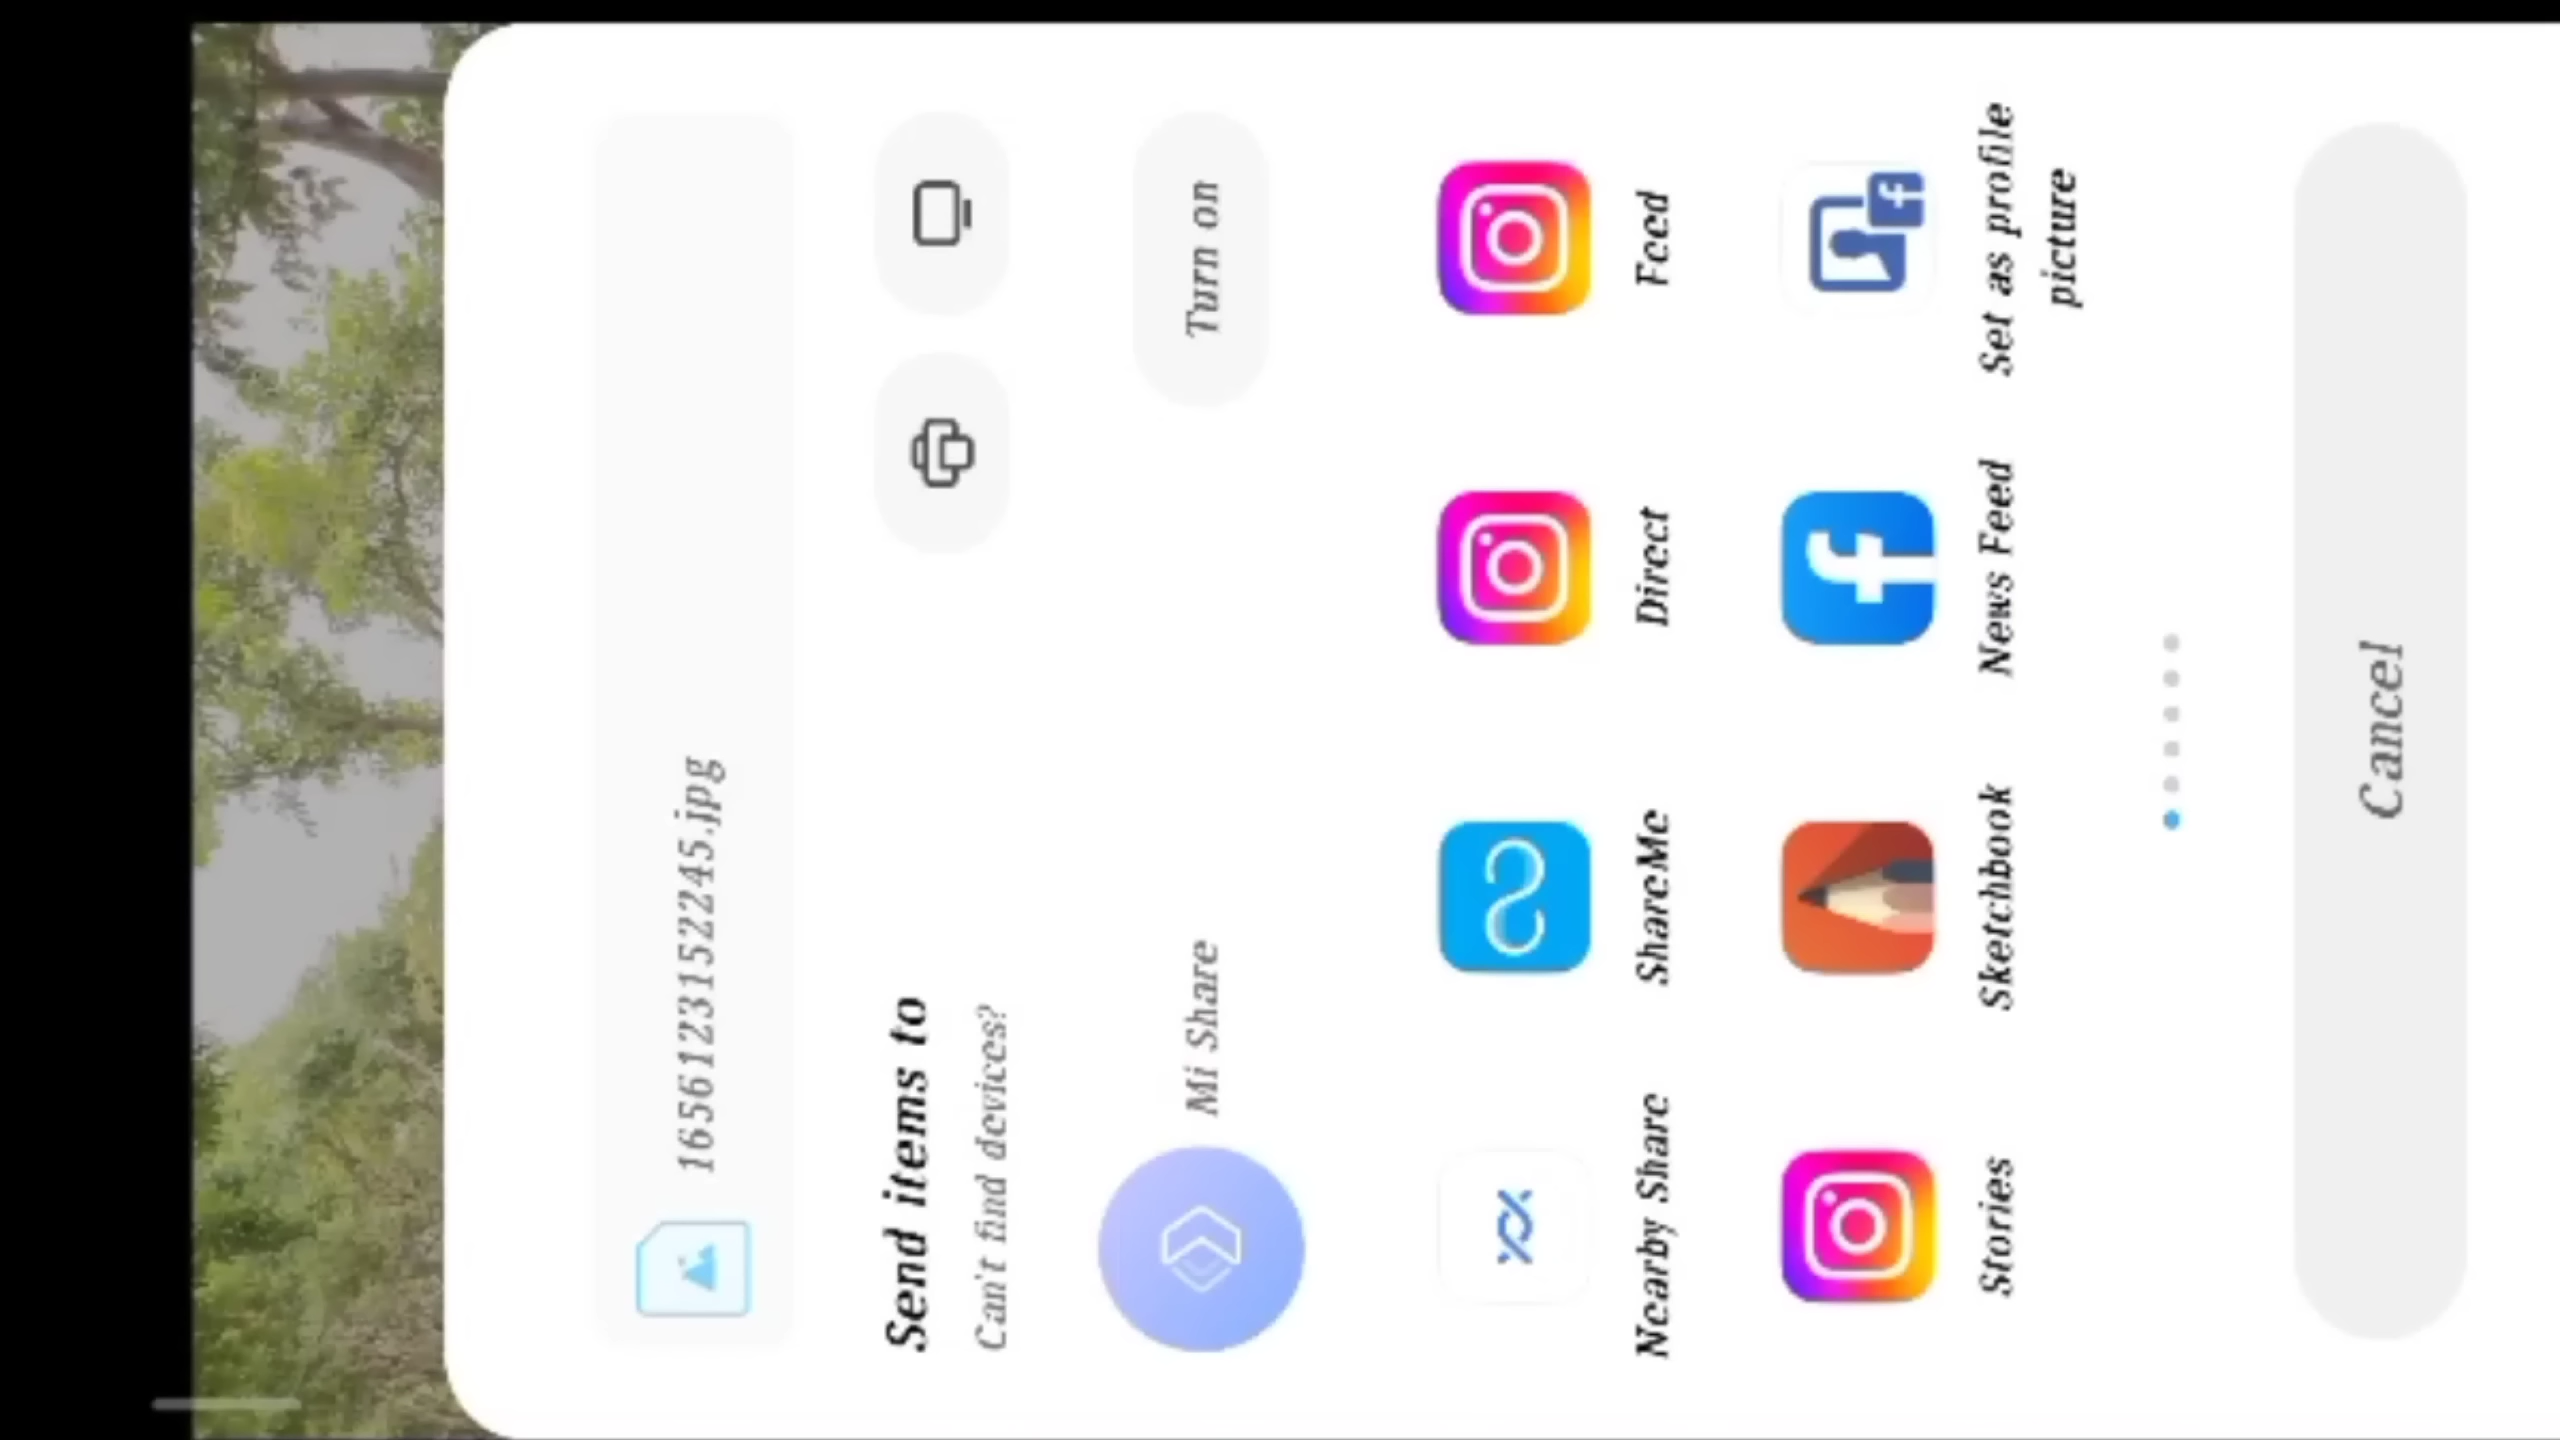 1656123152245.jpg
Send items to
Can't find devices?
Mi Share
Turn on
Nearby Share
ShareMe
Direct
Feed
Stories
Sketchbook
News Feed
Set as profile
picture
Cancel